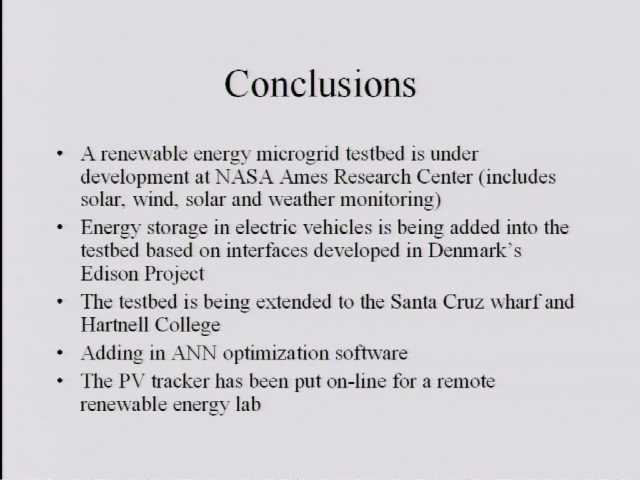 Conclusions
• A renewable energy microgrid testbed is under
development at NASA Ames Research Center (includes
solar, wind, solar and weather monitoring)
• Energy storage in electric vehicles is being added into the
testbed based on interfaces developed in Denmark's
Edison Project
• The testbed is being extended to the Santa Cruz wharf and
Hartnell College
• Adding in ANN optimization software
• The PV tracker has been put on-line for a remote
renewable energy lab